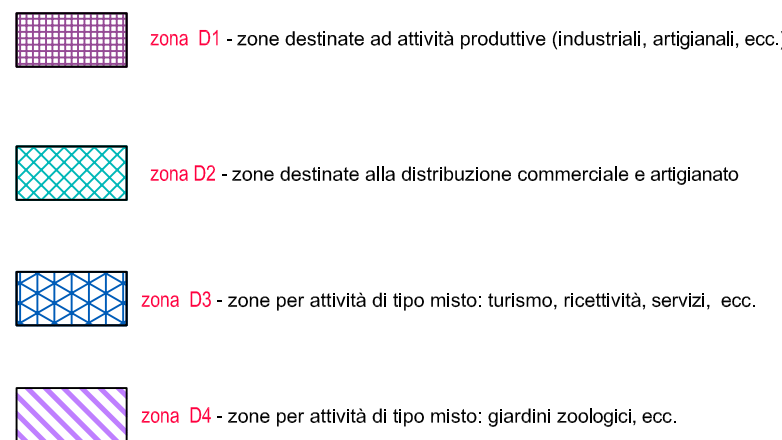 zona D1 - zone destinate ad attività produttive (industriali, artigianali, ecc.)
zona D2 - zone destinate alla distribuzione commerciale e artigianato
zona D3 - zone per attività di tipo misto: turismo, ricettività, servizi, ecc.
zona D4 - zone per attività di tipo misto: giardini zoologici, ecc.